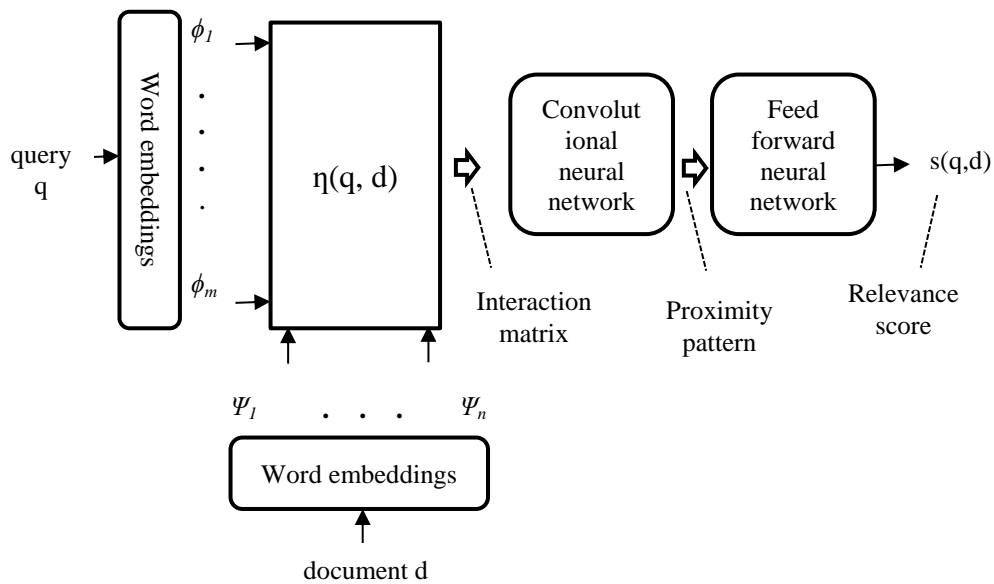 ϕ1
Word embeddings
.
.
.
.
query
q
η(q, d)
ϕm
Convolut
ional
neural
network
Feed
forward
neural
network
s(q,d)
Interaction
matrix
Proximity
pattern
Relevance
score
Ψ1 . . . Ψn
Word embeddings
document d